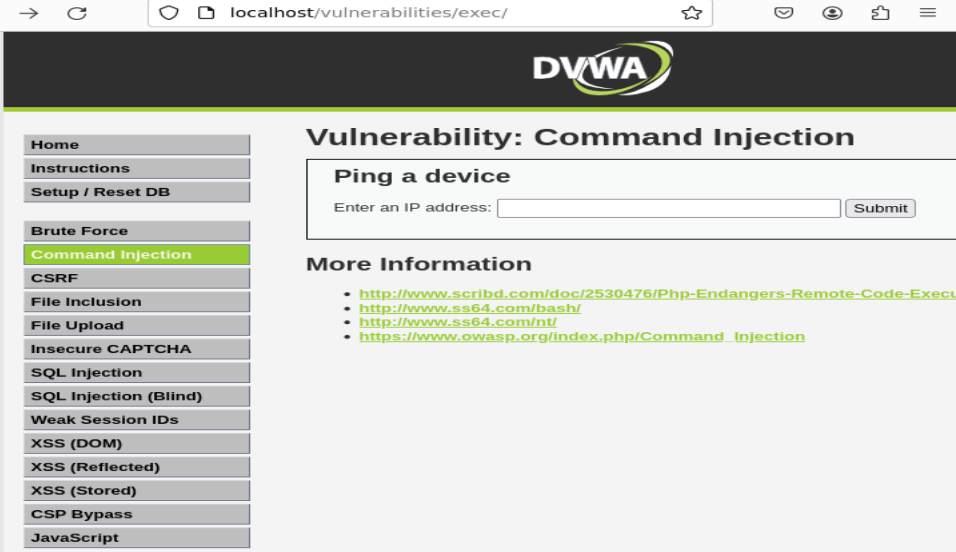 localhost/vulnerabilities/exec/
DVWA
Home
Instructions
Setup / Reset DB
Brute Force
Command Injection
CSRF
File Inclusion
File Upload
Insecure CAPTCHA
SQL Injection
SQL Injection (Blind)
Weak Session IDs
XSS (DOM)
XSS (Reflected)
XSS (Stored)
CSP Bypass
JavaScript
Vulnerability: Command Injection
Ping a device
Enter an IP address: Submit
More Information
http://www.scribd.com/doc/2530476/Php-Endangers-Remote-Code-Execu
http://www.ss64.com/bash/
http://www.ss64.com/nt/
https://www.owasp.org/index.php/Command_Injection